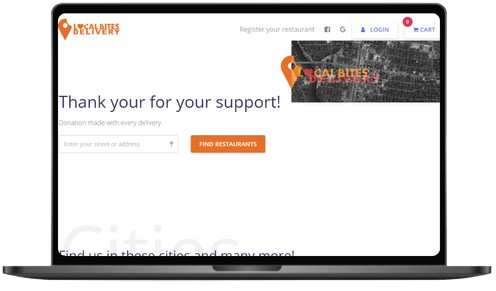 LOCAL BITES
DELIVERY
Register your restaurant
LOGIN
0
CART
LOCAL BITES
DELIVERY
Thank your for your support!
Donation made with every delivery.
Enter your street or address
FIND RESTAURANTS
Cities
Find us in these cities and many more!